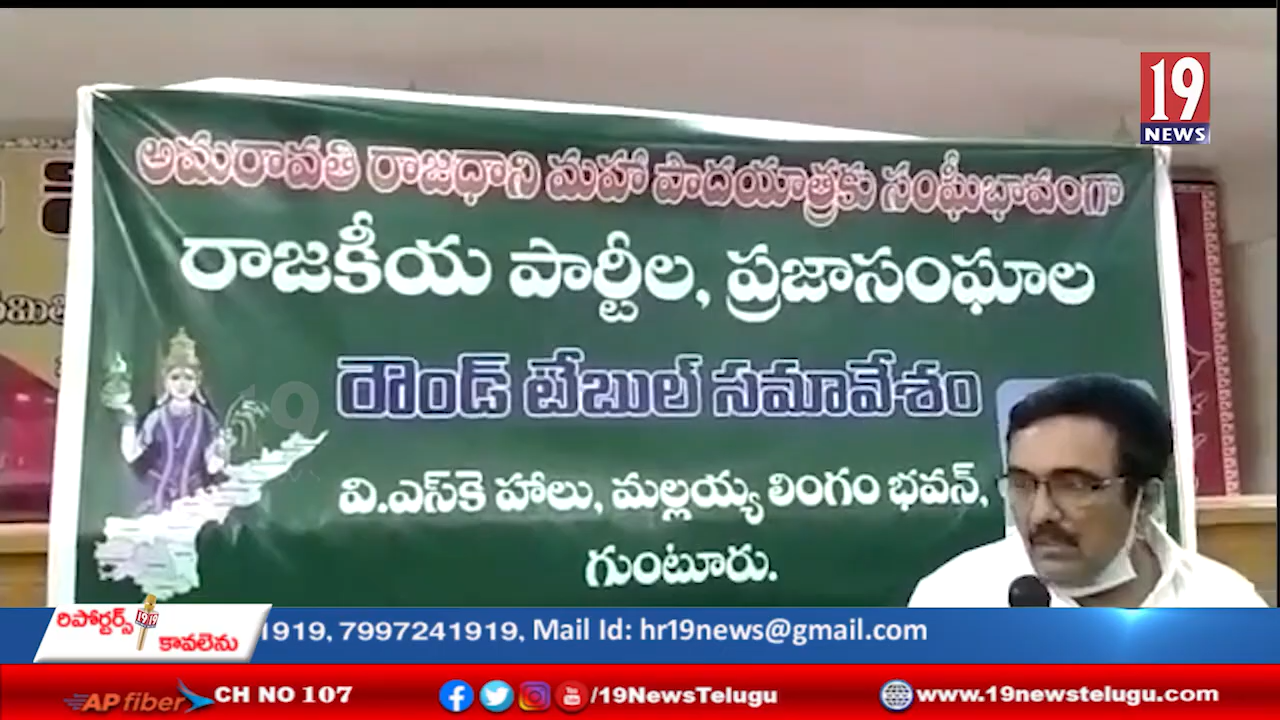 19
NEWS
అమరావతి రాజధాని మహా పాదయాత్రకు సంఘీభావంగా
రాజకీయ పార్టీల, ప్రజాసంఘాల
రౌండ్ టేబుల్ సమావేశం
వి.ఎస్‌కె హాలు, మల్లయ్య లింగం భవన్,
గుంటూరు.
రిపోర్టర్స్
కావలెను
1919, 7997241919, Mail Id: hr19news@gmail.com
AP fiber CH NO 107 /19NewsTelugu www.19newstelugu.com